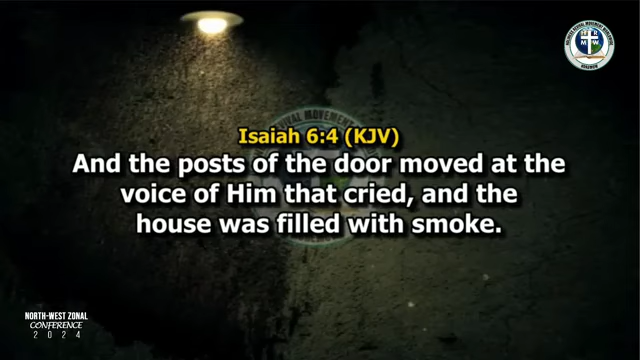 Isaiah 6:4 (KJV)
And the posts of the door moved at the
voice of Him that cried, and the
house was filled with smoke.
NORTH-WEST ZONAL
CONFERENCE
2024